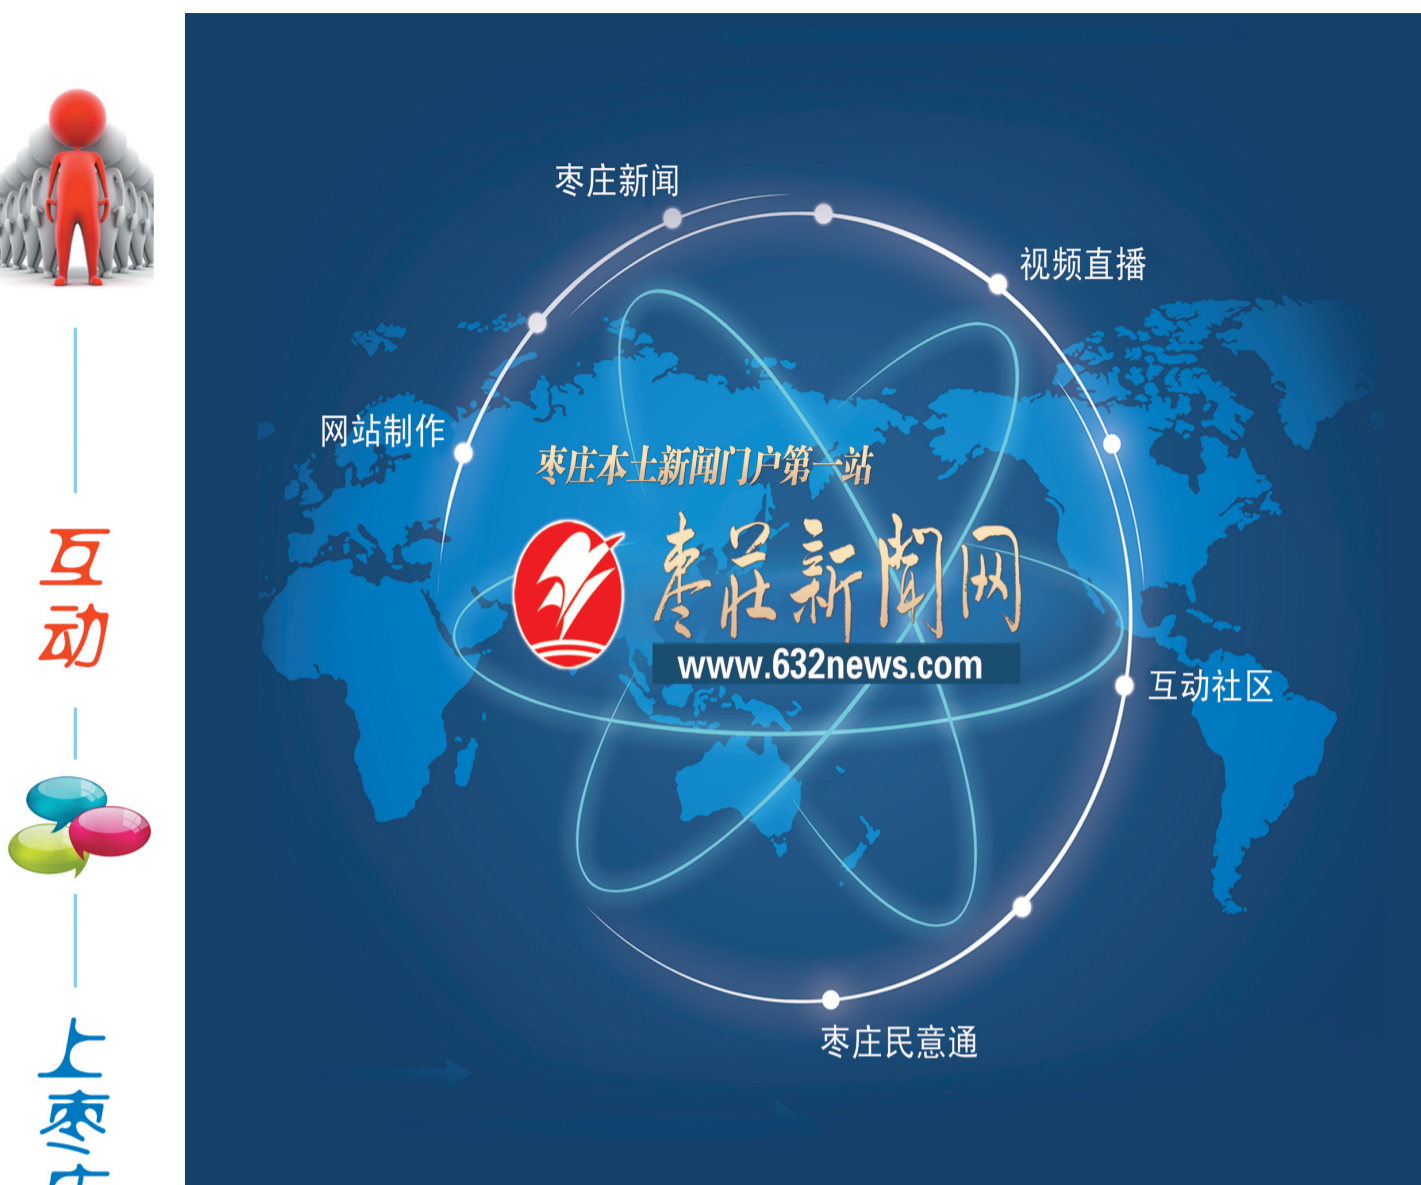 互动
上枣
枣庄新闻
视频直播
网站制作
枣庄本土新闻门户第一站
枣莊新聞网
www.632news.com
互动社区
枣庄民意通